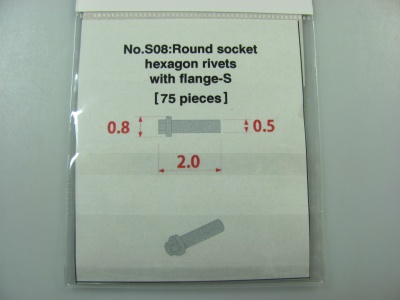 No.S08:Round socket
hexagon rivets
with flange-S
[75 pieces]
0.8
0.5
2.0